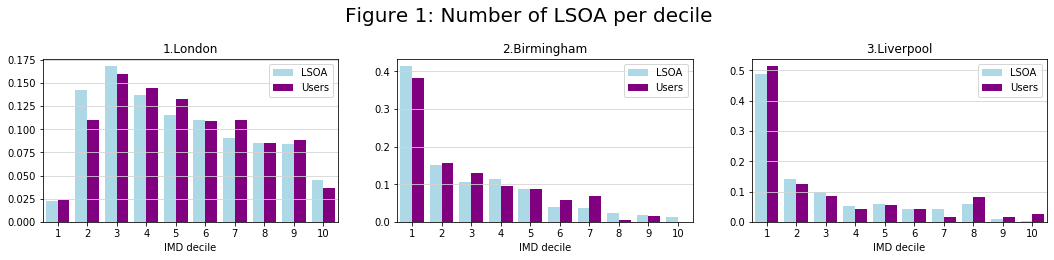 Figure 1: Number of LSOA per decile
1.London
0.175
0.150
0.125
0.100
0.075
0.050
0.025
0.000
LSOA
Users
1 2 3 4 5 6 7 8 9 10
IMD decile
2.Birmingham
0.4
0.3
0.2
0.1
0.0
LSOA
Users
1 2 3 4 5 6 7 8 9 10
IMD decile
3.Liverpool
0.5
0.4
0.3
0.2
0.1
0.0
LSOA
Users
1 2 3 4 5 6 7 8 9 10
IMD decile